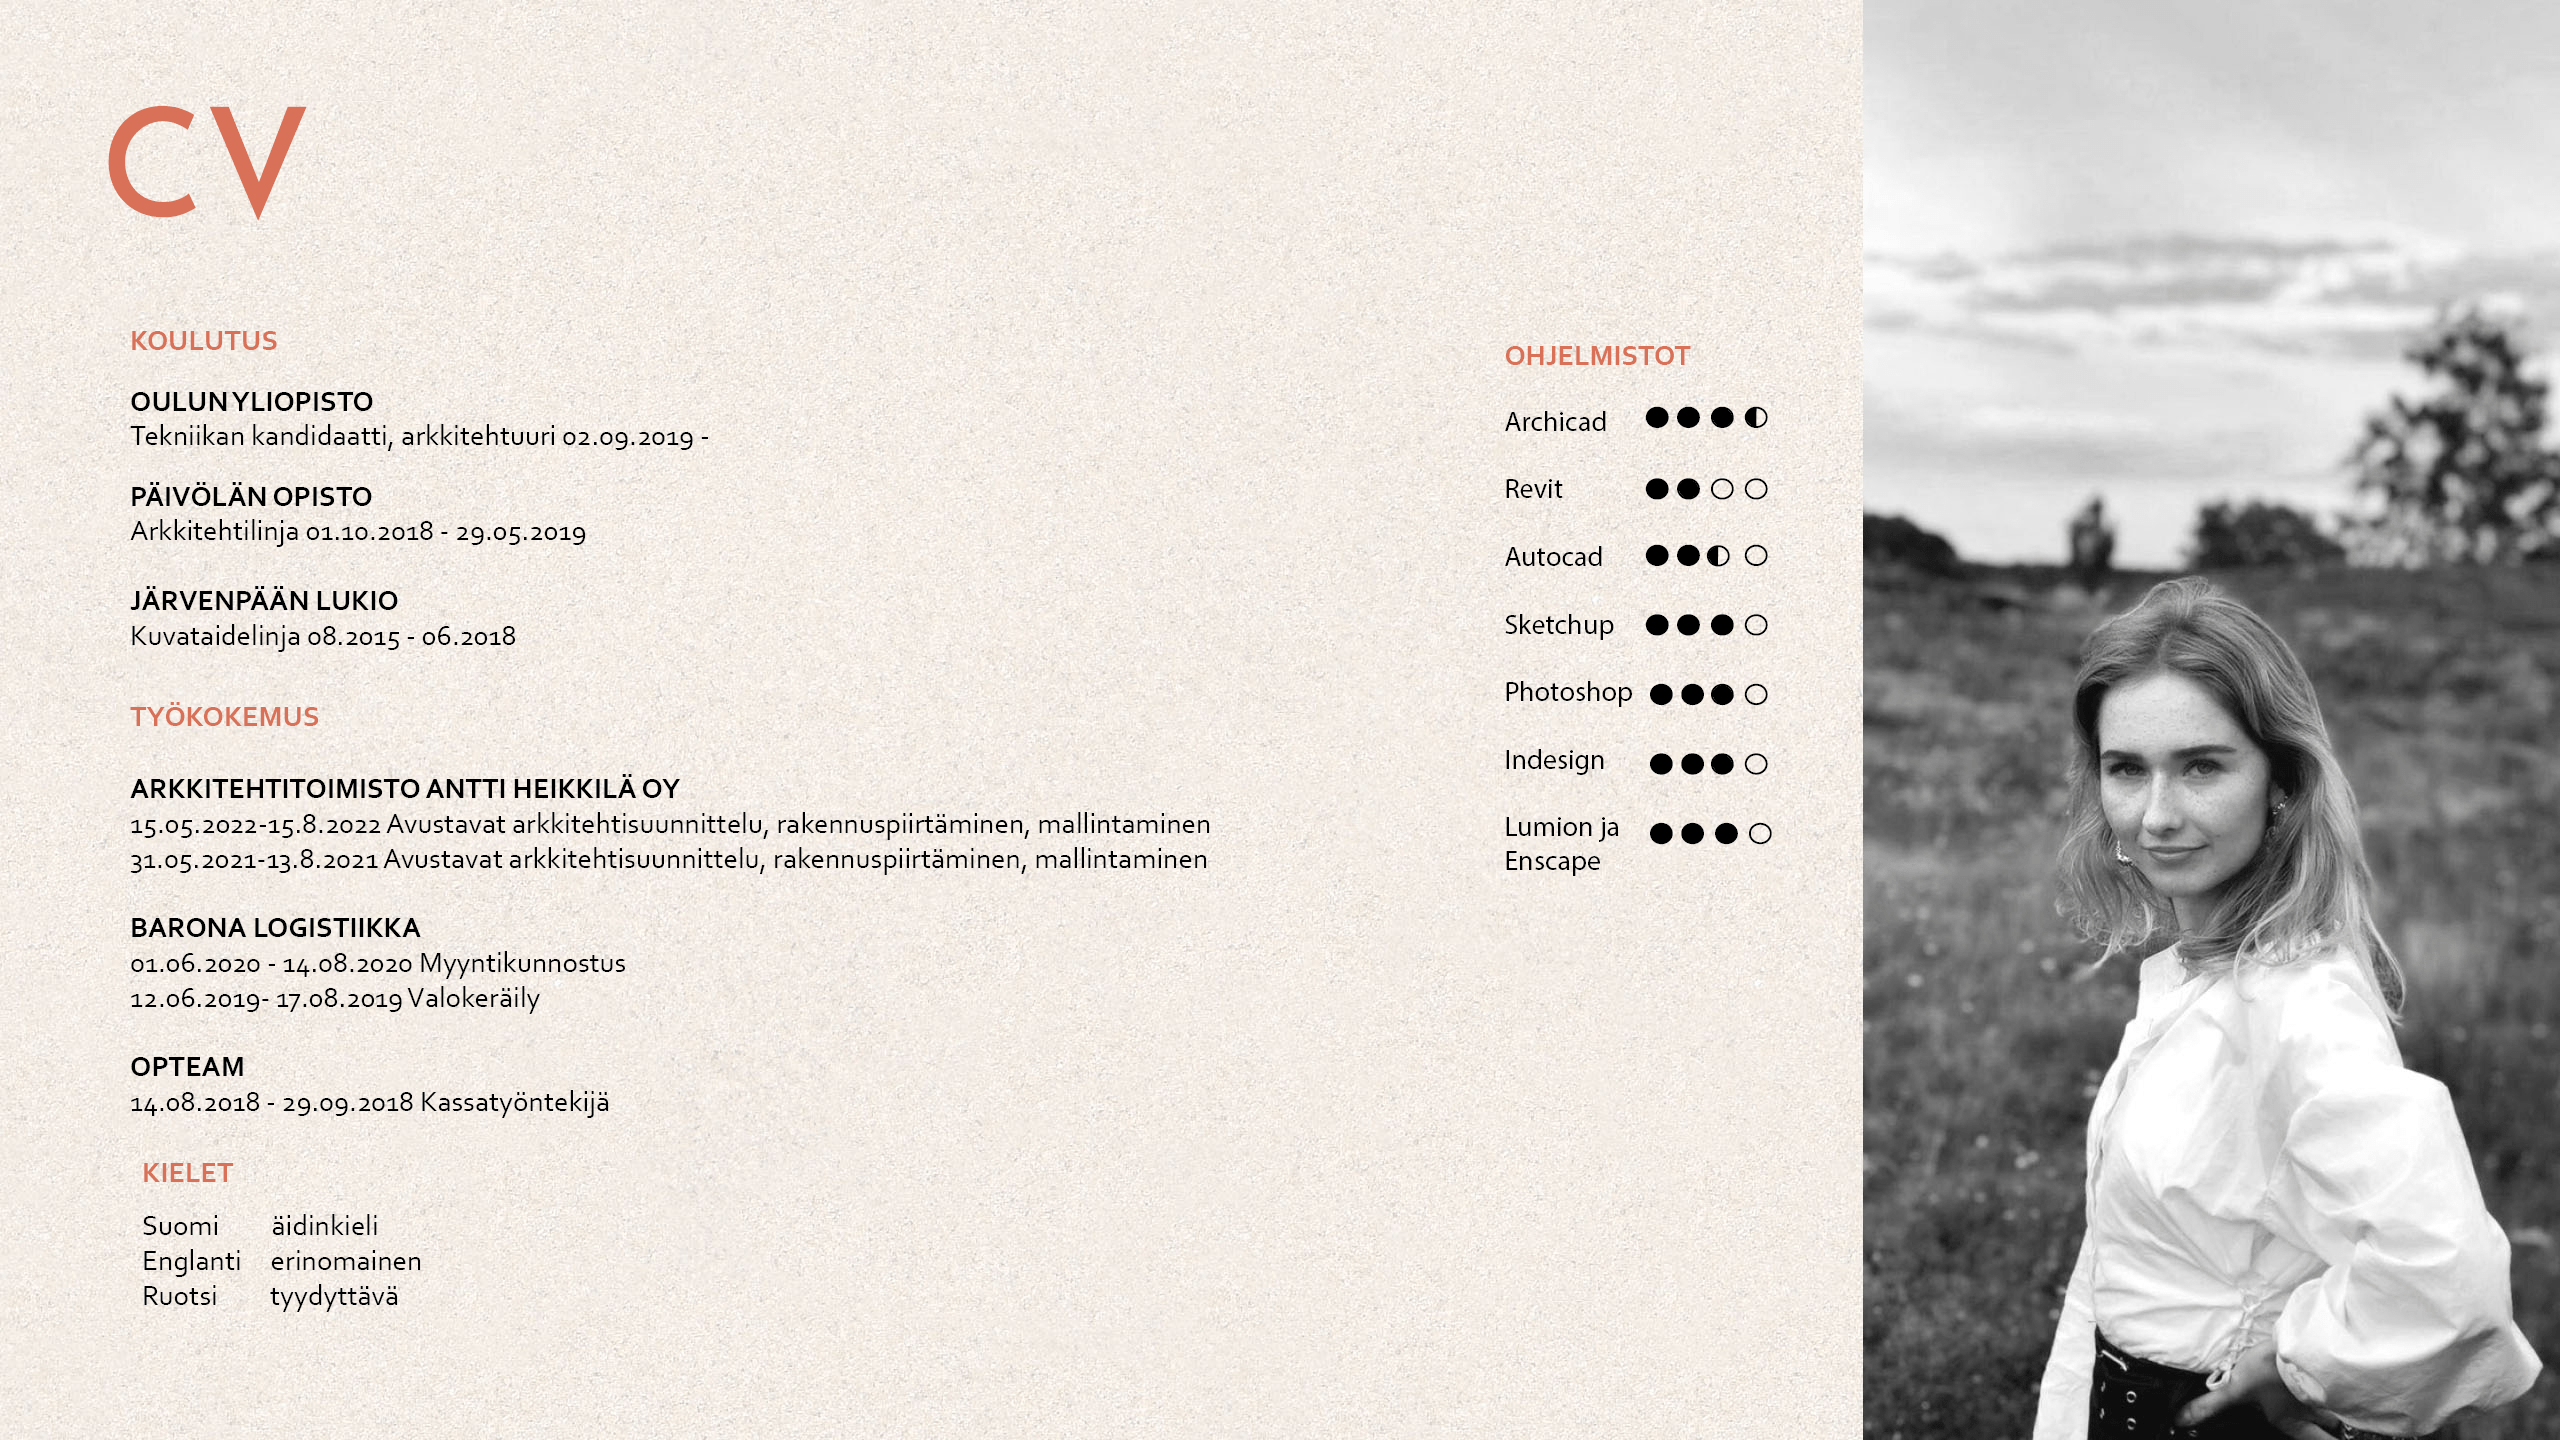 CV
KOULUTUS
OULUN YLIOPISTO
Tekniikan kandidaatti, arkkitehtuuri 02.09.2019 -
PÄIVÖLÄN OPISTO
Arkkitehtilinja 01.10.2018 - 29.05.2019
JÄRVENPÄÄN LUKIO
Kuvataidelinja 08.2015 - 06.2018
TYÖKOKEMUS
ARKKITEHTITOIMISTO ANTTI HEIKKILÄ OY
15.05.2022-15.8.2022 Avustavat arkkitehtisuunnittelu, rakennuspiirtäminen, mallintaminen
31.05.2021-13.8.2021 Avustavat arkkitehtisuunnittelu, rakennuspiirtäminen, mallintaminen
BARONA LOGISTIIKKA
01.06.2020 - 14.08.2020 Myyntikunnostus
12.06.2019- 17.08.2019 Valokeräily
OPTEAM
14.08.2018 - 29.09.2018 Kassatyöntekijä
KIELET
Suomi äidinkieli
Englanti erinomainen
Ruotsi tyydyttävä
OHJELMISTOT
Archicad
Revit
Autocad
Sketchup
Photoshop
Indesign
Lumion ja
Enscape